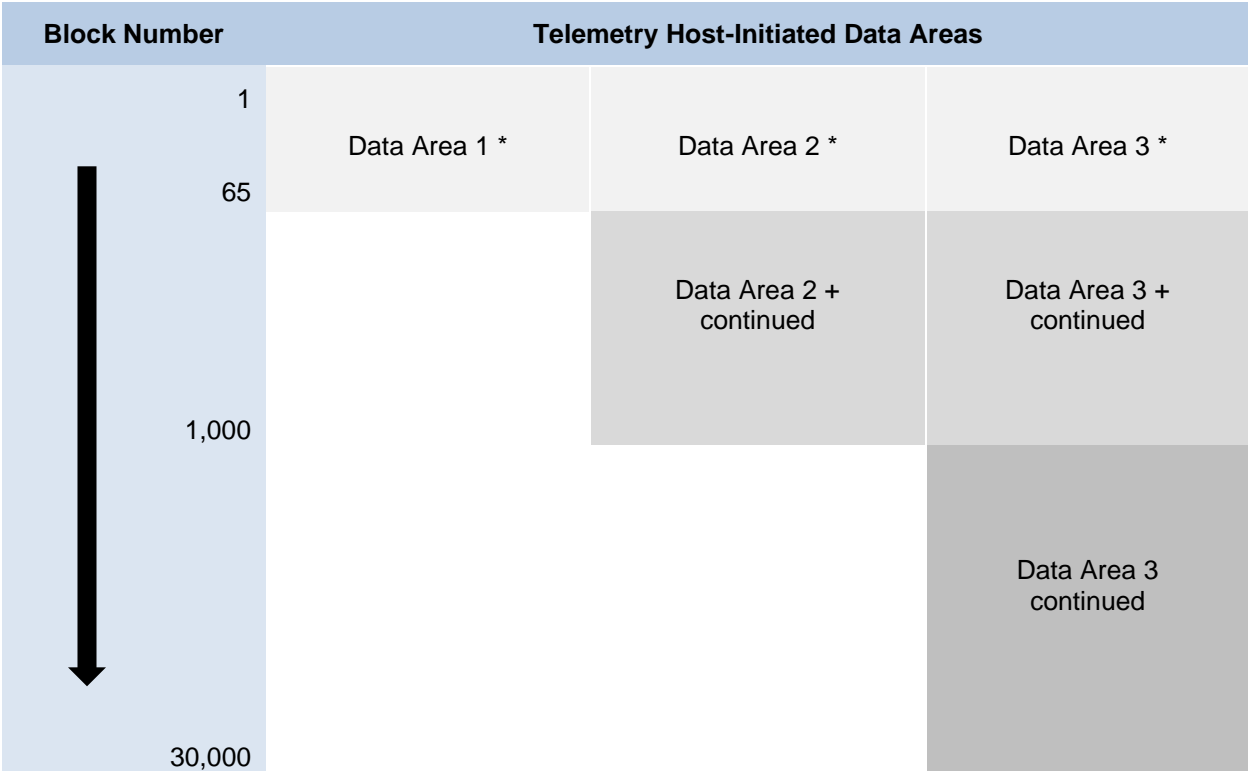 Block Number
Telemetry Host-Initiated Data Areas
1
Data Area 1 *
Data Area 2 *
Data Area 3 *
65
Data Area 2 +
continued
Data Area 3 +
continued
1,000
Data Area 3
continued
30,000